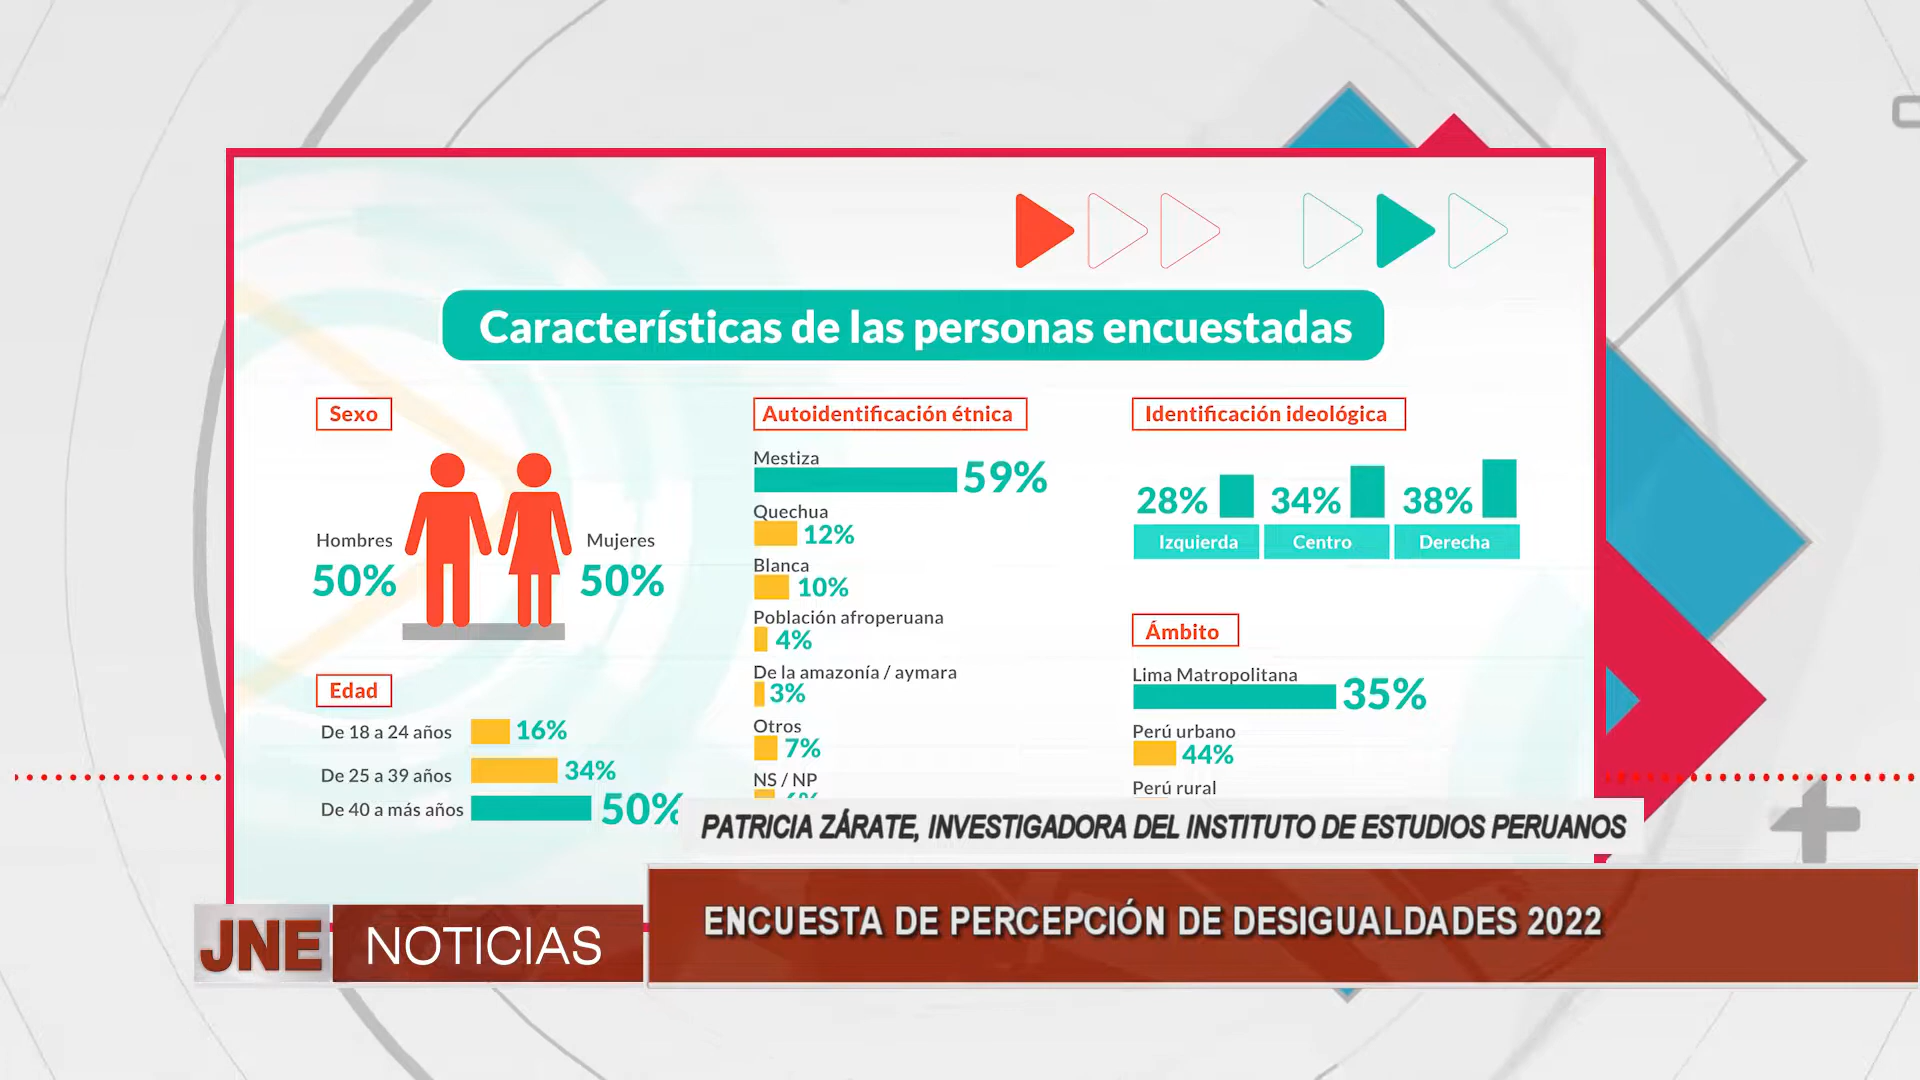 Características de las personas encuestadas
Sexo
Hombres
50%
Mujeres
50%
Edad
De 18 a 24 años 16%
De 25 a 39 años 34%
De 40 a más años 50%
Autoidentificación étnica
Mestiza
59%
Quechua
12%
Blanca
10%
Población afroperuana
4%
De la amazonía / aymara
3%
Otros
7%
NS / NP
Identificación ideológica
28% 34% 38%
Izquierda Centro Derecha
Ámbito
Lima Matropolitana
35%
Perú urbano
44%
Perú rural
PATRICIA ZÁRATE, INVESTIGADORA DEL INSTITUTO DE ESTUDIOS PERUANOS
ENCUESTA DE PERCEPCIÓN DE DESIGUALDADES 2022
JNE NOTICIAS